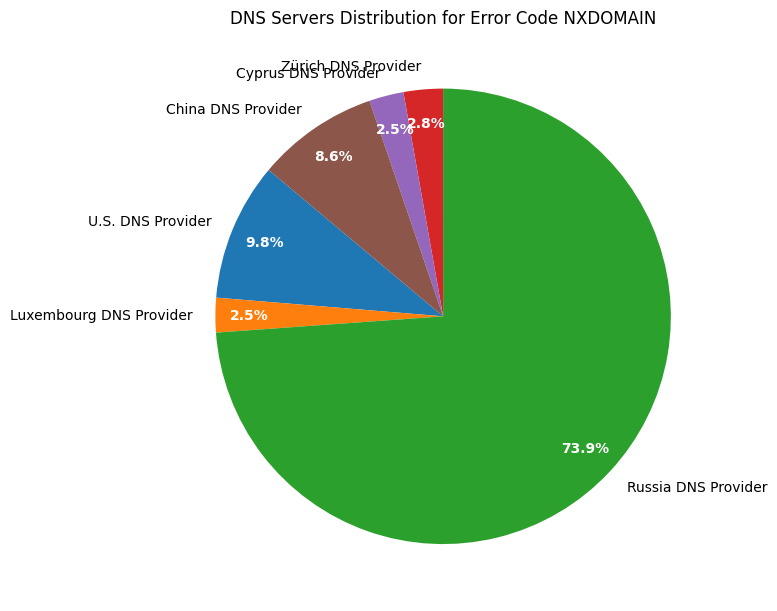 DNS Servers Distribution for Error Code NXDOMAIN
Zürich DNS Provider
Cyprus DNS Provider
China DNS Provider
2.8%
2.5%
8.6%
U.S. DNS Provider
9.8%
Luxembourg DNS Provider
2.5%
73.9%
Russia DNS Provider